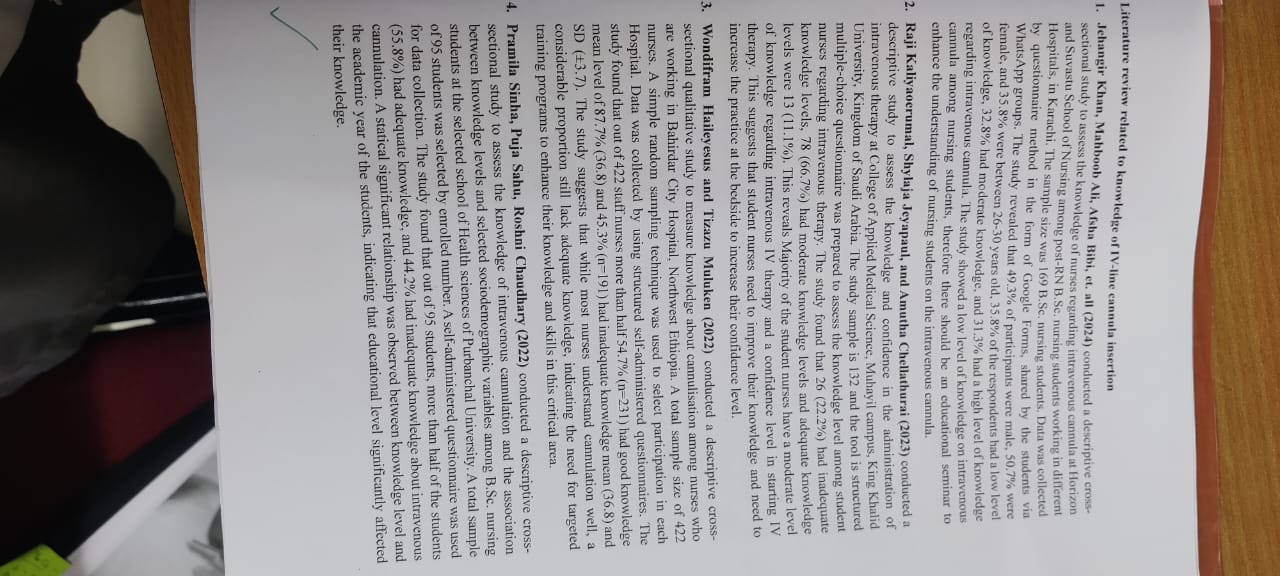 Literature review related to knowledge of IV-line cannula insertion
1. Jehangir Khan, Mahboob Ali, Afsha Bibi, et. all (2024) conducted a descriptive cross-
sectional study to assess the knowledge of nurses regarding intravenous cannula at Horizion
and Suvastu School of Nursing among post-RN B.Sc. nursing students working in different
Hospitals, in Karachi. The sample size was 169 B.Sc. nursing students. Data was collected
by questionnaire method in the form of Google Forms, shared by the students via
WhatsApp groups. The study revealed that 49.3% of participants were male, 50.7% were
female, and 35.8% were between 26-30 years old, 35.8% of the respondents had a low level
of knowledge, 32.8% had moderate knowledge, and 31.3% had a high level of knowledge
regarding intravenous cannula. The study showed a low level of knowledge on intravenous
cannula among nursing students, therefore there should be an educational seminar to
enhance the understanding of nursing students on the intravenous cannula.
2. Raji Kaliyaoerumal, Shylaja Jeyapaul, and Amutha Chellathurai (2023) conducted a
descriptive study to assess the knowledge and confidence in the administration of
intravenous therapy at College of Applied Medical Science, Muhayil campus, King Khalid
University, Kingdom of Saudi Arabia. The study sample is 132 and the tool is structured
multiple-choice questionnaire was prepared to assess the knowledge level among student
nurses regarding intravenous therapy. The study found that 26 (22.2%) had inadequate
knowledge levels, 78 (66.7%) had moderate knowledge levels and adequate knowledge
levels were 13 (11.1%). This reveals Majority of the student nurses have a moderate level
of knowledge regarding intravenous IV therapy and a confidence level in starting IV
therapy. This suggests that student nurses need to improve their knowledge and need to
increase the practice at the bedside to increase their confidence level.
3. Wondifram Haileyesus and Tizazu Muluken (2022) conducted a descriptive cross-
sectional qualitative study to measure knowledge about cannulisation among nurses who
are working in Bahirdar City Hospital, Northwest Ethiopia. A total sample size of 422
nurses. A simple random sampling technique was used to select participation in each
Hospital. Data was collected by using structured self-administered questionnaires. The
study found that out of 422 staff nurses more than half 54.7% (n=231) had good knowledge
mean level of 87.7% (36.8) and 45.3% (n=191) had inadequate knowledge mean (36.8) and
SD (±3.7). The study suggests that while most nurses understand cannulation well, a
considerable proportion still lack adequate knowledge, indicating the need for targeted
training programs to enhance their knowledge and skills in this critical area.
4. Pramila Sinha, Puja Sahu, Roshni Chaudhary (2022) conducted a descriptive cross-
sectional study to assess the knowledge of intravenous cannulation and the association
between knowledge levels and selected sociodemographic variables among B.Sc. nursing
students at the selected school of Health sciences of Purbanchal University. A total sample
of 95 students was selected by enrolled number. A self-administered questionnaire was used
for data collection. The study found that out of 95 students, more than half of the students
(55.8%) had adequate knowledge, and 44.2% had inadequate knowledge about intravenous
cannulation. A statical significant relationship was observed between knowledge level and
the academic year of the students, indicating that educational level significantly affected
their knowledge.